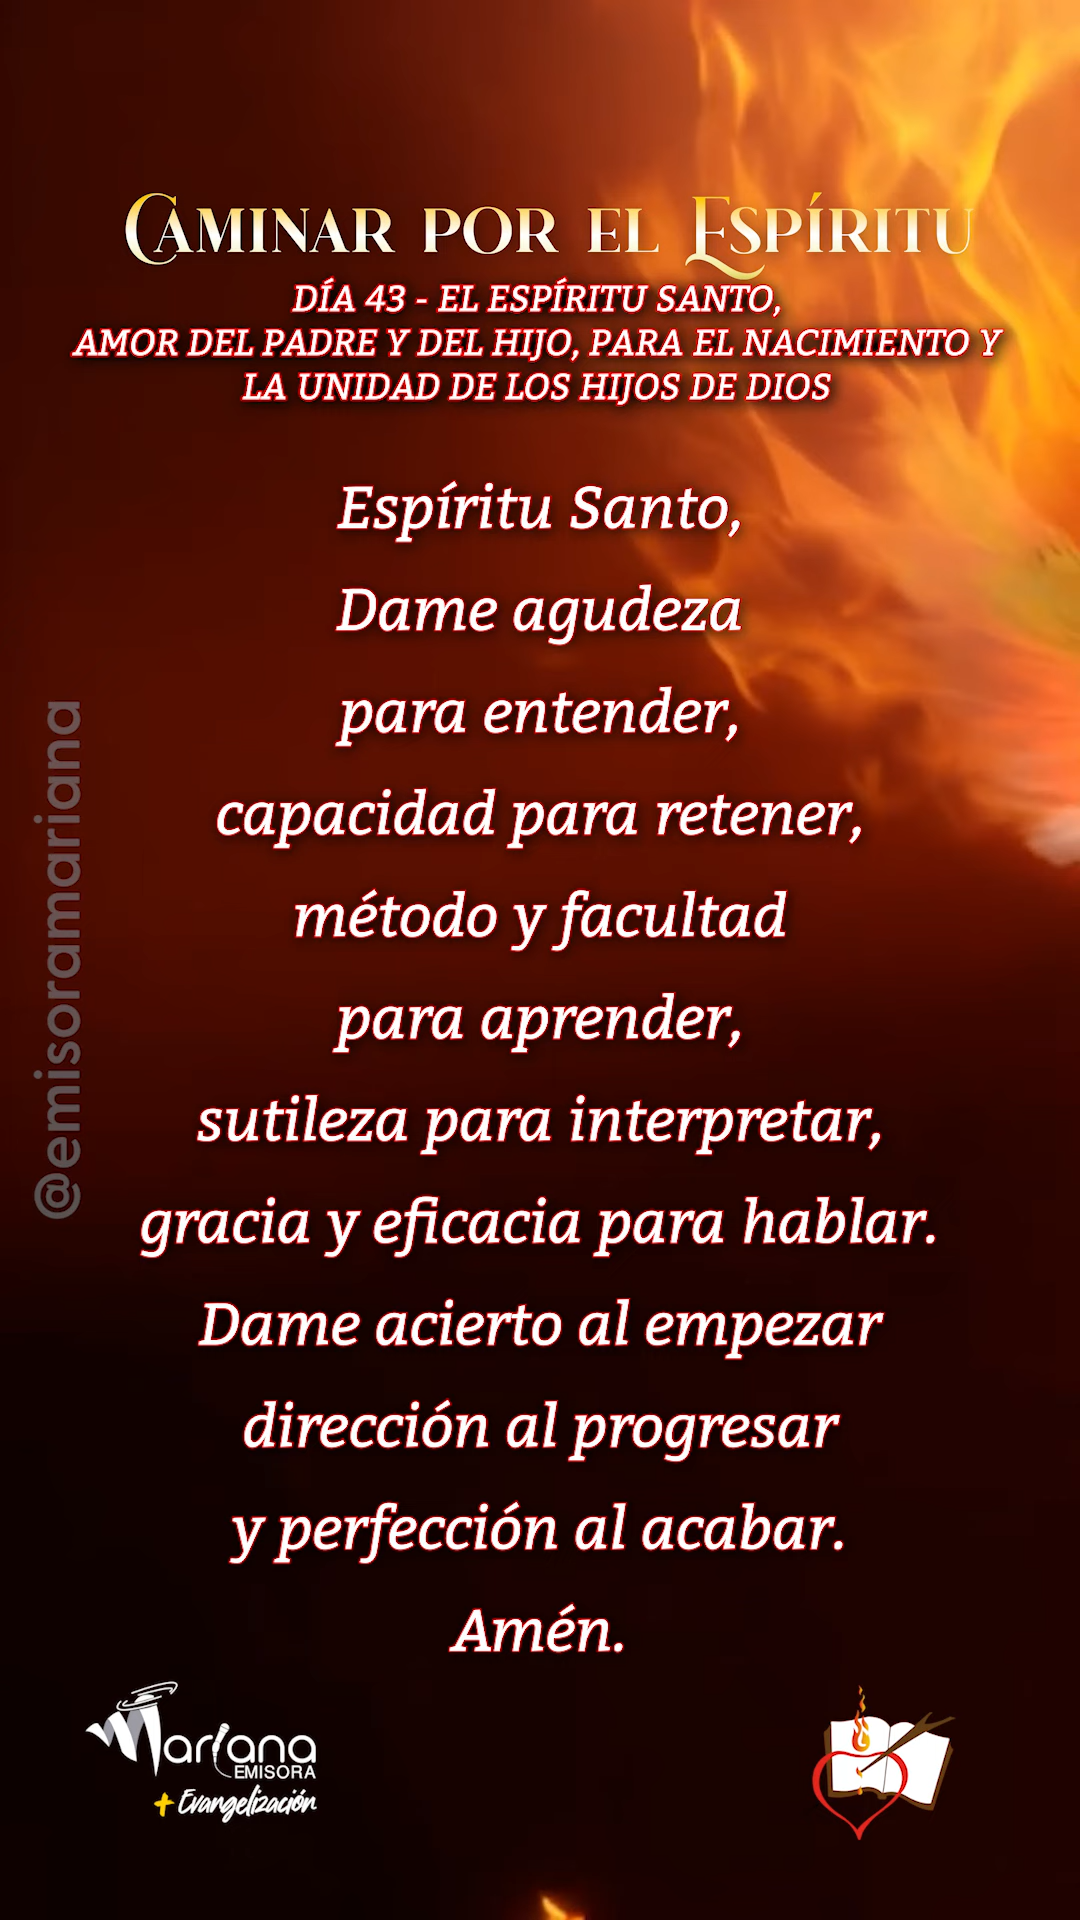 CAMINAR POR EL ESPÍRITU
DÍA 43 - EL ESPÍRITU SANTO,
AMOR DEL PADRE Y DEL HIJO, PARA EL NACIMIENTO Y
LA UNIDAD DE LOS HIJOS DE DIOS
Espíritu Santo,
Dame agudeza
para entender,
capacidad para retener,
método y facultad
para aprender,
sutileza para interpretar,
gracia y eficacia para hablar.
Dame acierto al empezar
dirección al progresar
y perfección al acabar.
Amén.
@emisoramariana
Mariana
EMISORA
+ Evangelización